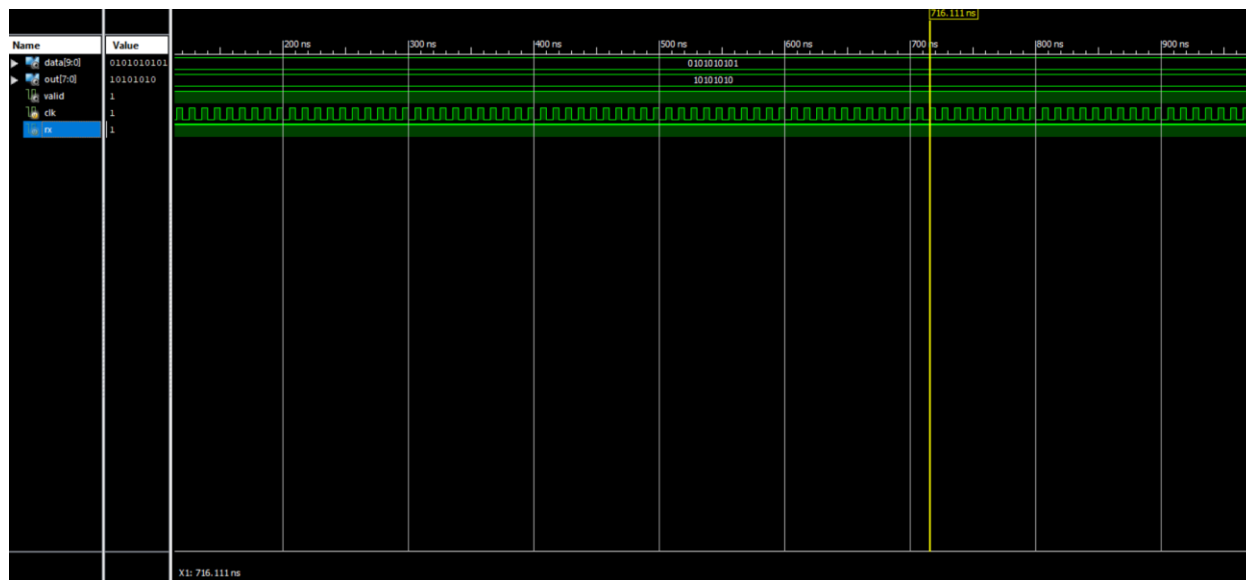 716.111 ns
Name Value
200 ns 300 ns 400 ns 500 ns 600 ns 700 ns 800 ns 900 ns
data[9:0] 0101010101 0101010101
out[7:0] 10101010 10101010
valid 1
clk 1
rx 1
X1: 716.111 ns